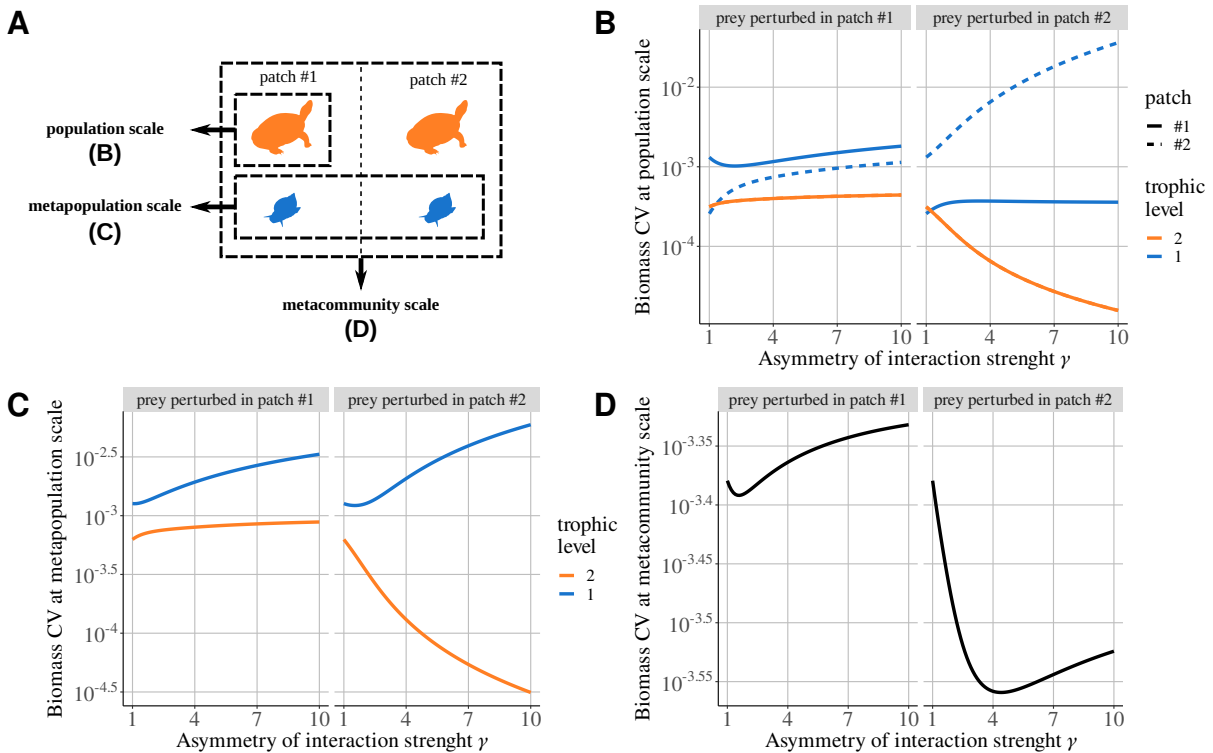 A
patch #1
patch #2
population scale
(B)
metapopulation scale
(C)
metacommunity scale
(D)
B
prey perturbed in patch #1
prey perturbed in patch #2
Biomass CV at population scale
10^-2
10^-3
10^-4
1 4 7 10
1 4 7 10
Asymmetry of interaction strenght γ
patch
#1
#2
trophic
level
2
1
C
prey perturbed in patch #1
prey perturbed in patch #2
Biomass CV at metapopulation scale
10^-2.5
10^-3
10^-3.5
10^-4
10^-4.5
1 4 7 10
1 4 7 10
Asymmetry of interaction strenght γ
trophic
level
2
1
D
prey perturbed in patch #1
prey perturbed in patch #2
Biomass CV at metacommunity scale
10^-3.35
10^-3.4
10^-3.45
10^-3.5
10^-3.55
1 4 7 10
1 4 7 10
Asymmetry of interaction strenght γ